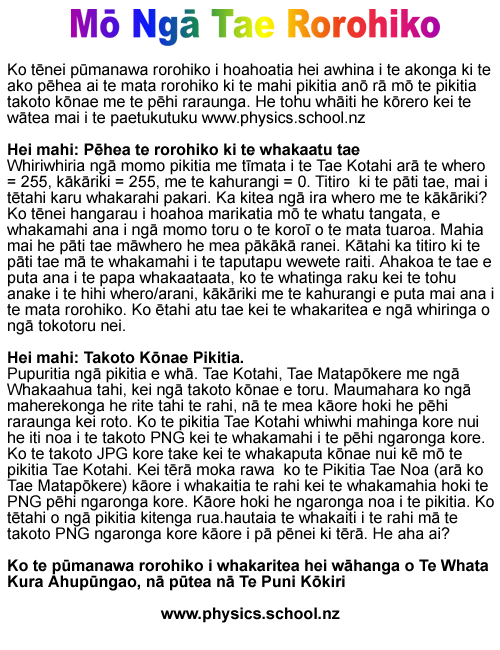 Mō Ngā Tae Rorohiko
Ko tēnei pūmanawa rorohiko i hoahoatia hei awhina i te akonga ki te
ako pēhea ai te mata rorohiko ki te mahi pikitia anō rā mō te pikitia
takoto kōnae me te pēhi raraunga. He tohu whāiti he kōrero kei te
wātea mai i te paetukutuku www.physics.school.nz
Hei mahi: Pēhea te rorohiko ki te whakaatu tae
Whiriwhiria ngā momo pikitia me tīmata i te Tae Kotahi arā te whero
= 255, kākāriki = 255, me te kahurangi = 0. Titiro ki te pāti tae, mai i
tētahi karu whakarahi pakari. Ka kitea ngā ira whero me te kākāriki?
Ko tēnei hangarau i hoahoa marikatia mō te whatu tangata, e
whakamahi ana i ngā momo toru o te koroī o te mata tuaroa. Mahia
mai he pāti tae māwhero he mea pākākā ranei. Kātahi ka titiro ki te
pāti tae mā te whakamahi i te taputapu wewete raiti. Ahakoa te tae e
puta ana i te papa whakaataata, ko te whatinga raku kei te tohu
anake i te hihi whero/arani, kākāriki me te kahurangi e puta mai ana i
te mata rorohiko. Ko ētahi atu tae kei te whakaritea e ngā whiringa o
ngā tokotoru nei.
Hei mahi: Takoto Kōnae Pikitia.
Pupuritia ngā pikitia e whā. Tae Kotahi, Tae Matapōkere me ngā
Whakaahua tahi, kei ngā takoto kōnae e toru. Maumahara ko ngā
maherekonga he rite tahi te rahi, nā te mea kāore hoki he pēhi
raraunga kei roto. Ko te pikitia Tae Kotahi whiwhi mahinga kore nui
he iti noa i te takoto PNG kei te whakamahi i te pēhi ngaronga kore.
Ko te takoto JPG kore take kei te whakaputa kōnae nui kē mō te
pikitia Tae Kotahi. Kei tērā moka rawa ko te Pikitia Tae Noa (arā ko
Tae Matapōkere) kāore i whakaitia te rahi kei te whakamahia hoki te
PNG pēhi ngaronga kore. Kāore hoki he ngaronga noa i te pikitia. Ko
tētahi o ngā pikitia kitenga rua.hautaia te whakaiti i te rahi mā te
takoto PNG ngaronga kore kāore i pā pēnei ki tērā. He aha ai?
Ko te pūmanawa rorohiko i whakaritea hei wāhanga o Te Whata
Kura Ahupūngao, nā pūtea nā Te Puni Kōkiri
www.physics.school.nz